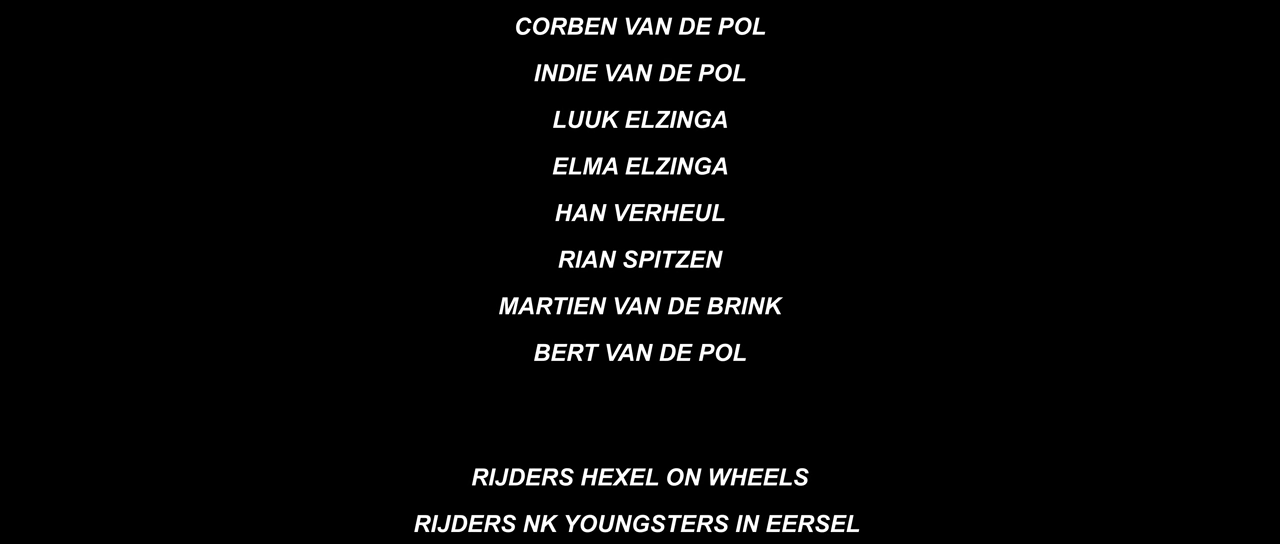 CORBEN VAN DE POL
INDIE VAN DE POL
LUUK ELZINGA
ELMA ELZINGA
HAN VERHEUL
RIAN SPITZEN
MARTIEN VAN DE BRINK
BERT VAN DE POL
RIJDERS HEXEL ON WHEELS
RIJDERS NK YOUNGSTERS IN EERSEL